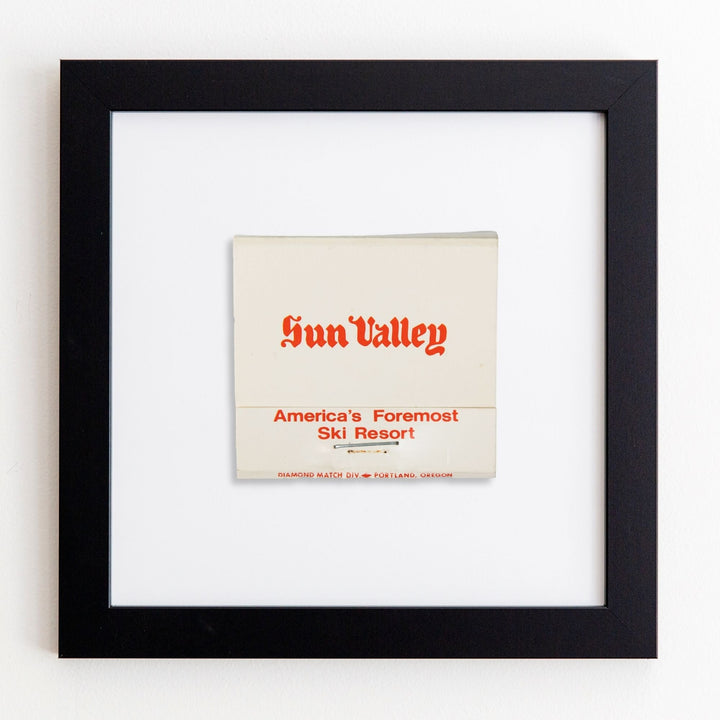 Sun Valley
America's Foremost
Ski Resort
DIAMOND MATCH DIV. PORTLAND, OREGON